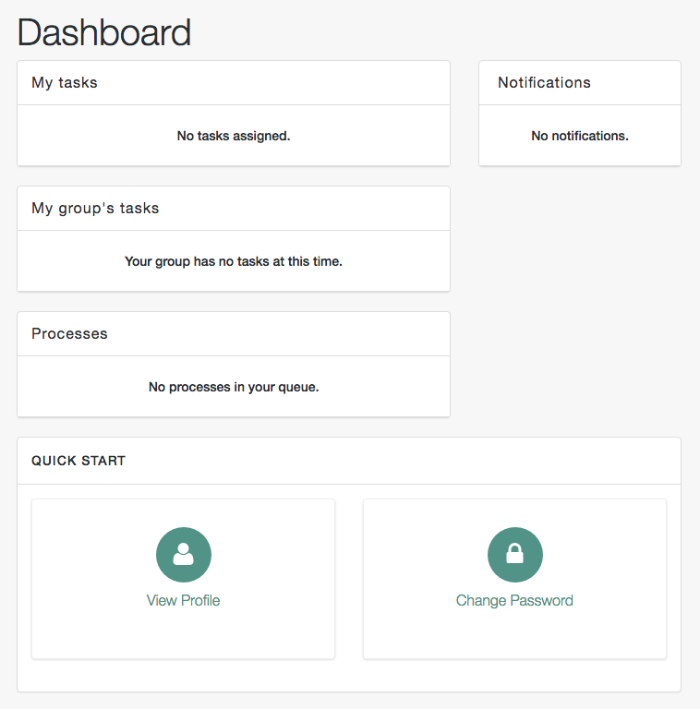 Dashboard
My tasks
No tasks assigned.
Notifications
No notifications.
My group's tasks
Your group has no tasks at this time.
Processes
No processes in your queue.
QUICK START
View Profile
Change Password